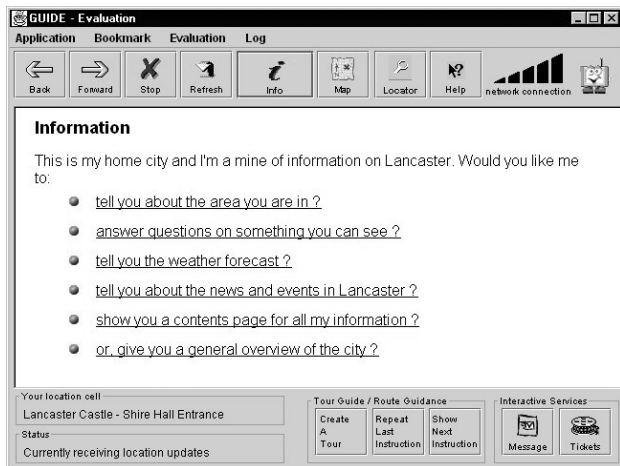 GUIDE - Evaluation
Application Bookmark Evaluation Log
Back Forward Stop Refresh Info Map Locator Help network connection
Information
This is my home city and I'm a mine of information on Lancaster. Would you like me
to:
tell you about the area you are in ?
answer questions on something you can see ?
tell you the weather forecast ?
tell you about the news and events in Lancaster ?
show you a contents page for all my information ?
or, give you a general overview of the city ?
Your location cell
Lancaster Castle - Shire Hall Entrance
Status
Currently receiving location updates
Tour Guide / Route Guidance
Create
A
Tour
Repeat
Last
Instruction
Show
Next
Instruction
Interactive Services
Message Tickets